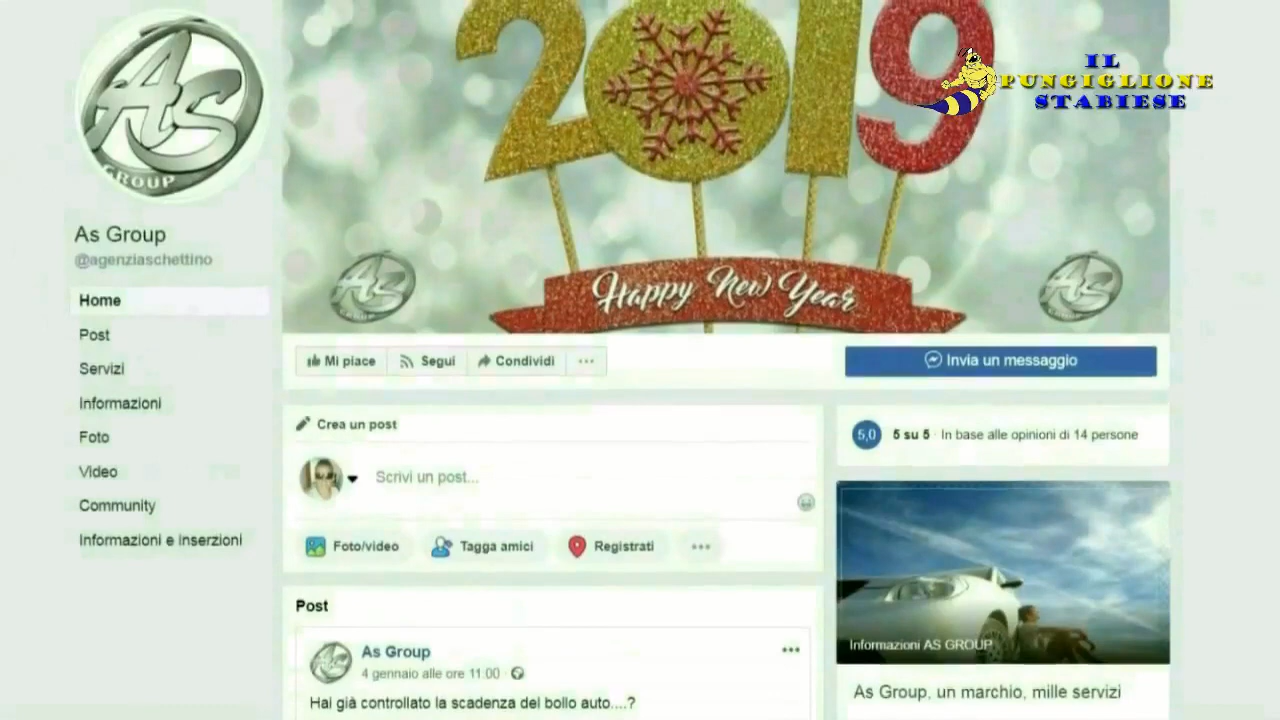 AS
GROUP
2019
IL
PUNGIGLIONE
STABIESE
Happy New Year
AS
AS
As Group
@agenziaschettino
Home
Post
Servizi
Informazioni
Foto
Video
Community
Informazioni e inserzioni
Mi piace
Segui
Condividi
Invia un messaggio
Crea un post
Scrivi un post...
Foto/video
Tagga amici
Registrati
5,0
5 su 5 · In base alle opinioni di 14 persone
Informazioni AS GROUP
As Group, un marchio, mille servizi
Post
AS
As Group
4 gennaio alle ore 11:00 ·
Hai già controllato la scadenza del bollo auto....?